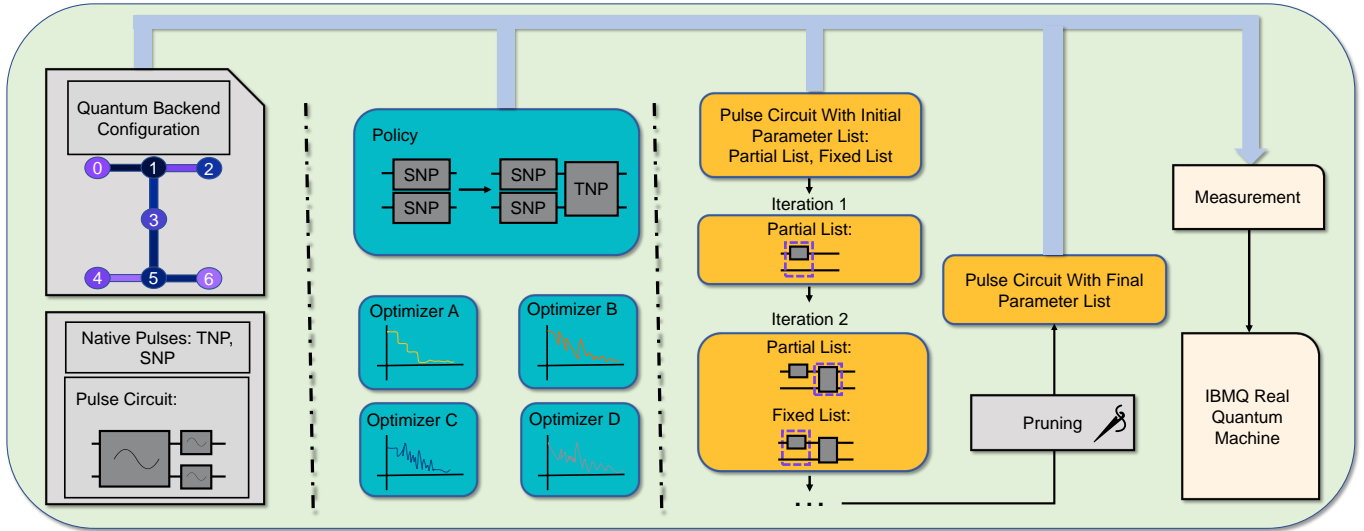 Quantum Backend
Configuration
0
1
2
3
4
5
6
Native Pulses: TNP,
SNP
Pulse Circuit:
Policy
SNP
SNP
SNP
SNP
TNP
Optimizer A
Optimizer B
Optimizer C
Optimizer D
Pulse Circuit With Initial
Parameter List:
Partial List, Fixed List
Iteration 1
Partial List:
Iteration 2
Partial List:
Fixed List:
...
Pulse Circuit With Final
Parameter List
Pruning
Measurement
IBMQ Real
Quantum
Machine